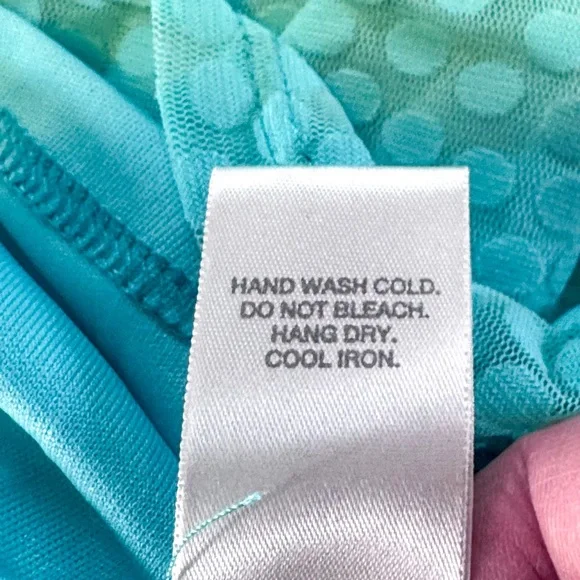 HAND WASH COLD.
DO NOT BLEACH.
HANG DRY.
COOL IRON.